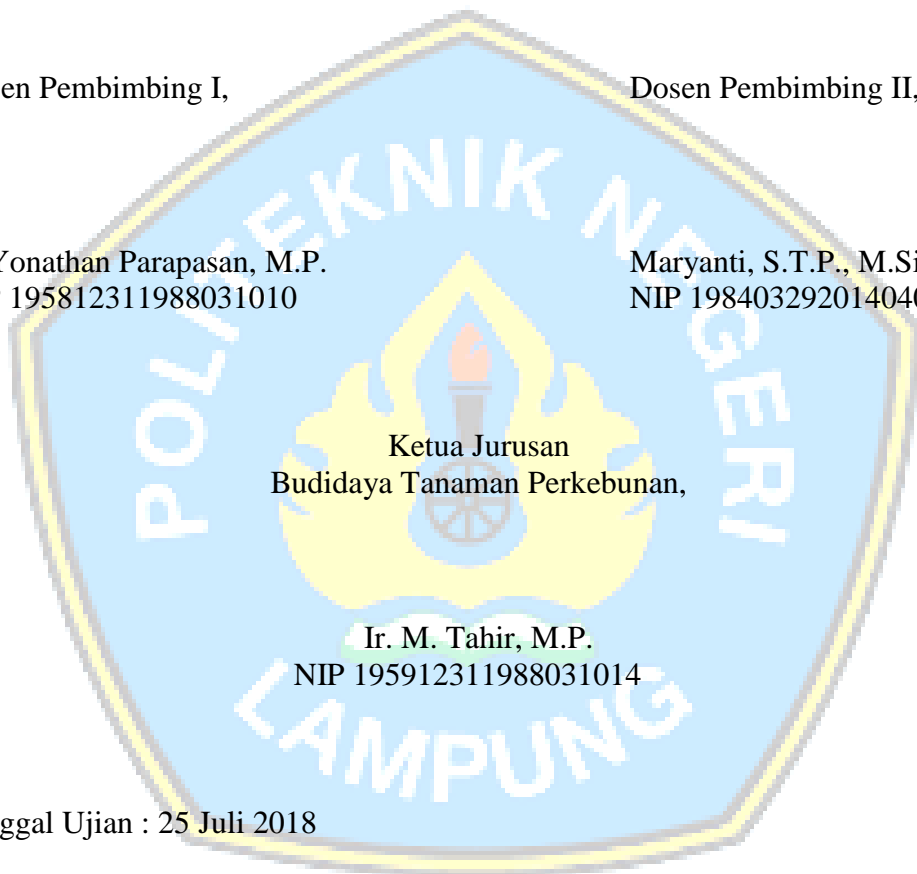 en Pembimbing I,
Dosen Pembimbing II,
Yonathan Parapasan, M.P.
195812311988031010
Maryanti, S.T.P., M.Si
NIP 19840329201404
Ketua Jurusan
Budidaya Tanaman Perkebunan,
Ir. M. Tahir, M.P.
NIP 195912311988031014
nggal Ujian : 25 Juli 2018
POLITEKNIK NEGERI
LAMPUNG